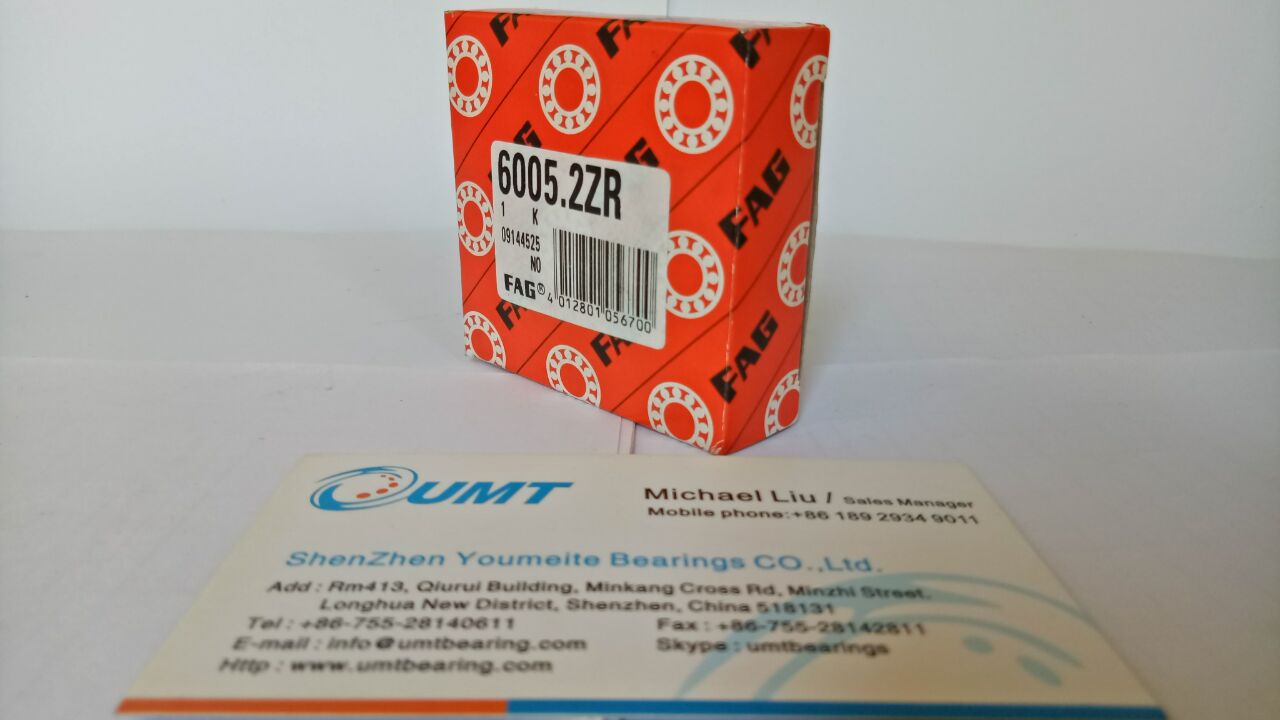 FAG
FAG
FAG
FAG
FAG
FAG
6005.2ZR
1 K
09144525
NO
FAG®
4 012801 056700
FAG
FAG
UMT
Michael Liu / Sales Manager
Mobile phone:+86 189 2934 9011
ShenZhen Youmeite Bearings CO.,Ltd.
Add : Rm413, Qiurui Building, Minkang Cross Rd, Minzhi Street,
Longhua New District, Shenzhen, China 518131
Tel : +86-755-28140611 Fax : +86-755-28142811
E-mail : info@umtbearing.com Skype : umtbearings
Http : www.umtbearing.com